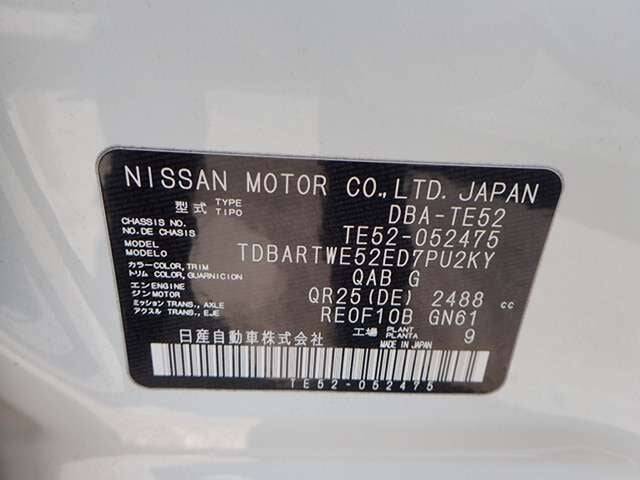 NISSAN MOTOR CO.,LTD. JAPAN
型式 TYPE TIPO DBA-TE52
CHASSIS NO. NO.DE CHASIS TE52-052475
MODEL MODELO TDBARTWE52ED7PU2KY
カラー COLOR,TRIM トリム COLOR,GUARNICION QAB G
エンジン ENGINE MOTOR QR25(DE) 2488 cc
ミッション TRANS., AXLE アクスル TRANS., EJE RE0F10B GN61
工場 PLANT PLANTA 9
日産自動車株式会社 MADE IN JAPAN
TE52-052475